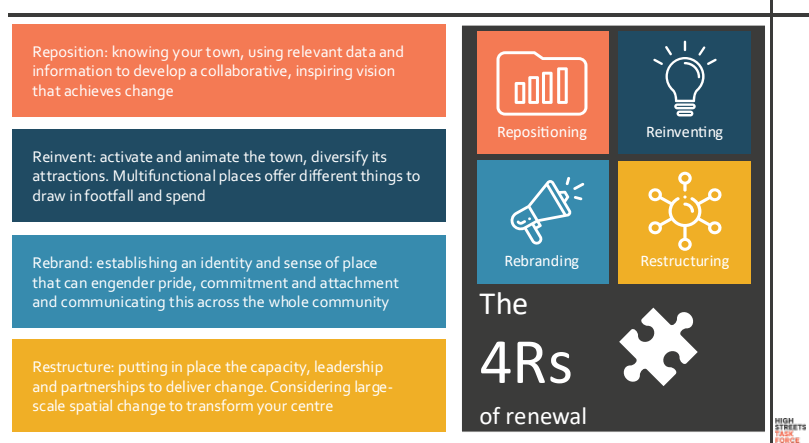 Reposition: knowing your town, using relevant data and
information to develop a collaborative, inspiring vision
that achieves change
Reinvent: activate and animate the town, diversify its
attractions. Multifunctional places offer different things to
draw in footfall and spend
Rebrand: establishing an identity and sense of place
that can engender pride, commitment and attachment
and communicating this across the whole community
Restructure: putting in place the capacity, leadership
and partnerships to deliver change. Considering large-
scale spatial change to transform your centre
Repositioning
Reinventing
Rebranding
Restructuring
The
4Rs
of renewal
HIGH
STREETS
TASK
FORCE